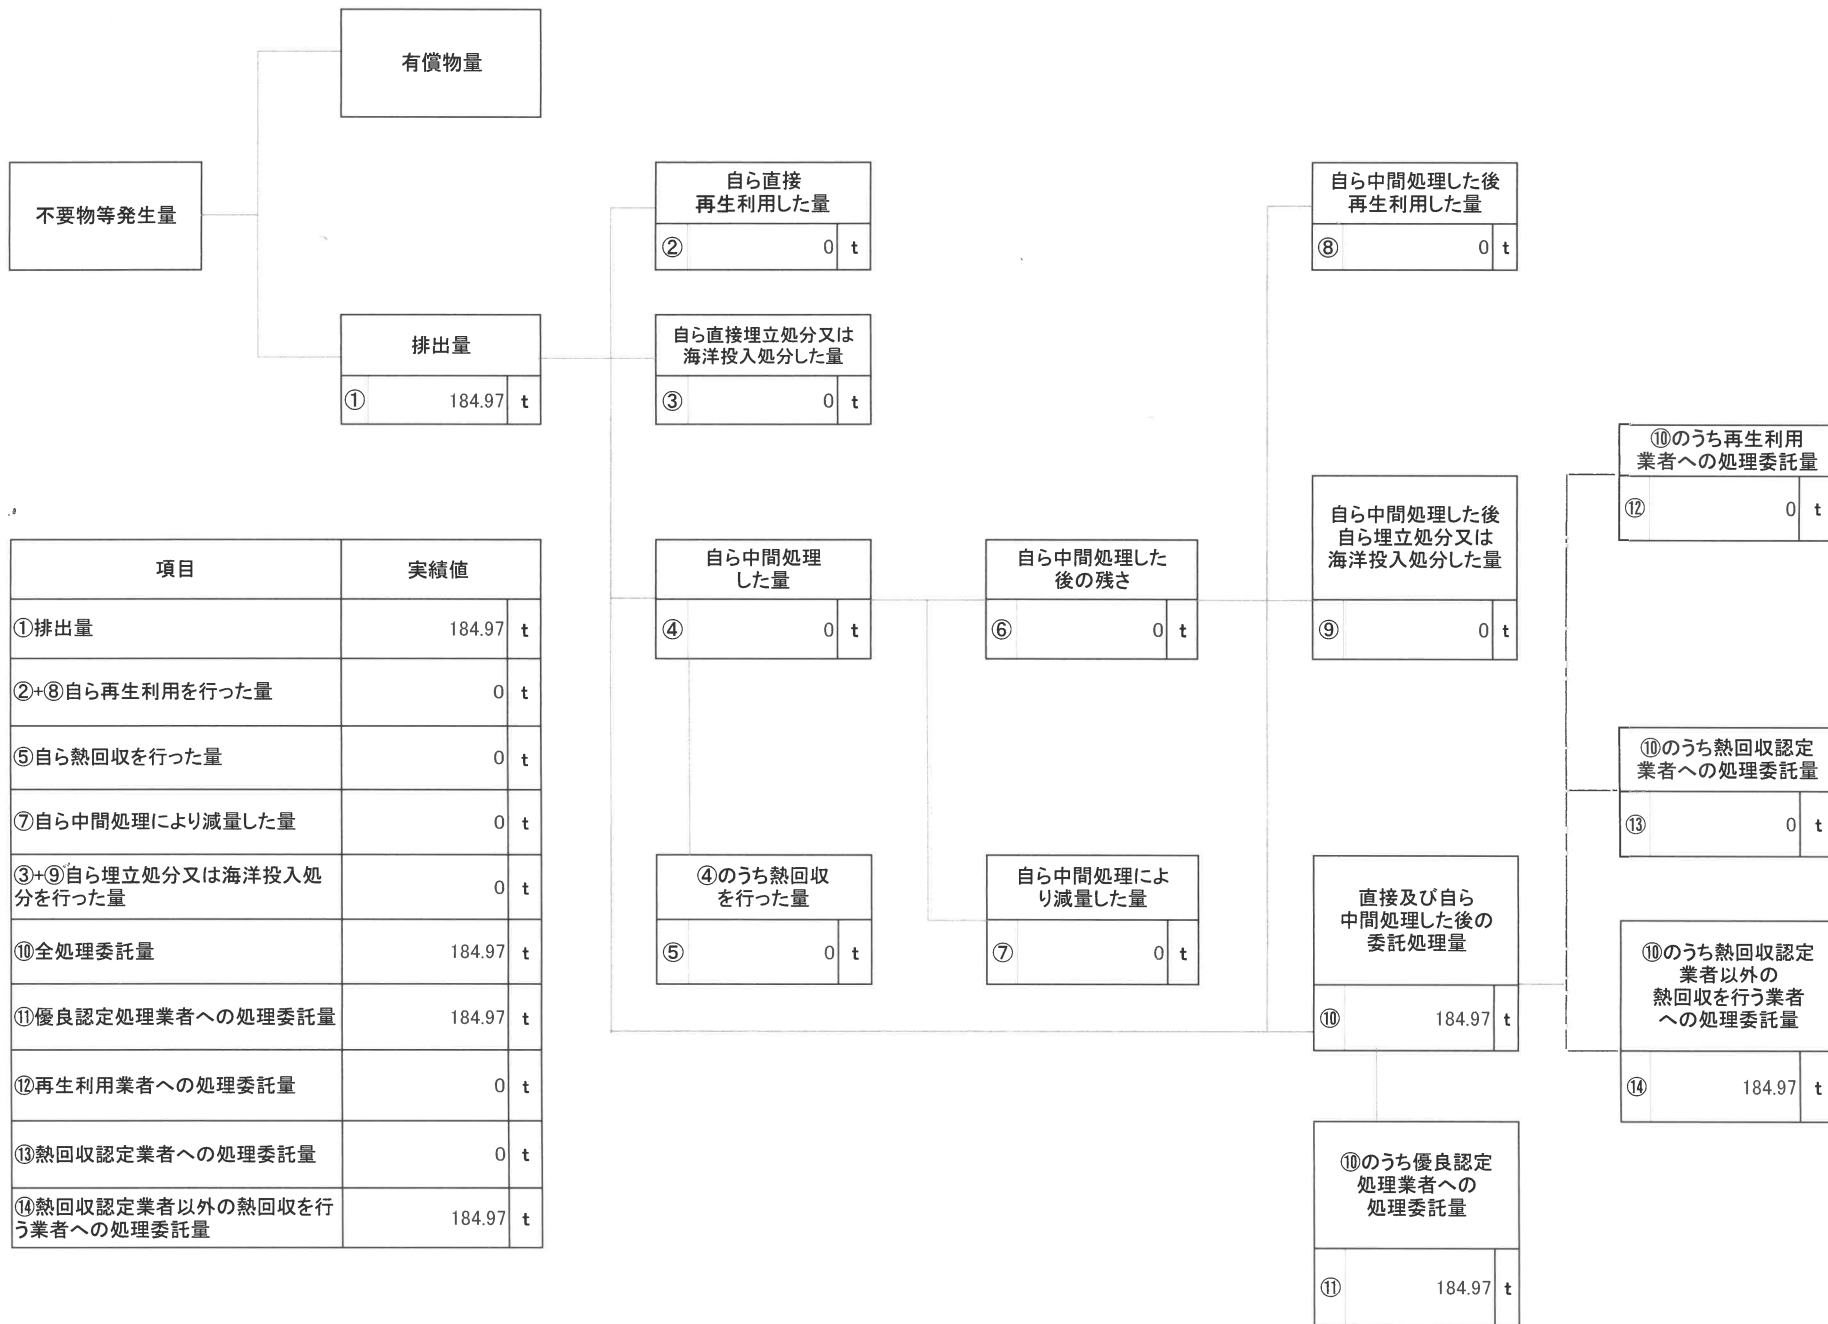 有償物量
不要物等発生量
排出量
① 184.97 t
自ら直接
再生利用した量
② 0 t
自ら直接埋立処分又は
海洋投入処分した量
③ 0 t
自ら中間処理
した量
④ 0 t
④のうち熱回収
を行った量
⑤ 0 t
自ら中間処理した
後の残さ
⑥ 0 t
自ら中間処理によ
り減量した量
⑦ 0 t
自ら中間処理した後
再生利用した量
⑧ 0 t
自ら中間処理した後
自ら埋立処分又は
海洋投入処分した量
⑨ 0 t
直接及び自ら
中間処理した後の
委託処理量
⑩ 184.97 t
⑩のうち優良認定
処理業者への
処理委託量
⑪ 184.97 t
⑩のうち再生利用
業者への処理委託量
⑫ 0 t
⑩のうち熱回収認定
業者への処理委託量
⑬ 0 t
⑩のうち熱回収認定
業者以外の
熱回収を行う業者
への処理委託量
⑭ 184.97 t
項目 実績値
①排出量 184.97 t
②+⑧自ら再生利用を行った量 0 t
⑤自ら熱回収を行った量 0 t
⑦自ら中間処理により減量した量 0 t
③+⑨自ら埋立処分又は海洋投入処
分を行った量 0 t
⑩全処理委託量 184.97 t
⑪優良認定処理業者への処理委託量 184.97 t
⑫再生利用業者への処理委託量 0 t
⑬熱回収認定業者への処理委託量 0 t
⑭熱回収認定業者以外の熱回収を行
う業者への処理委託量 184.97 t